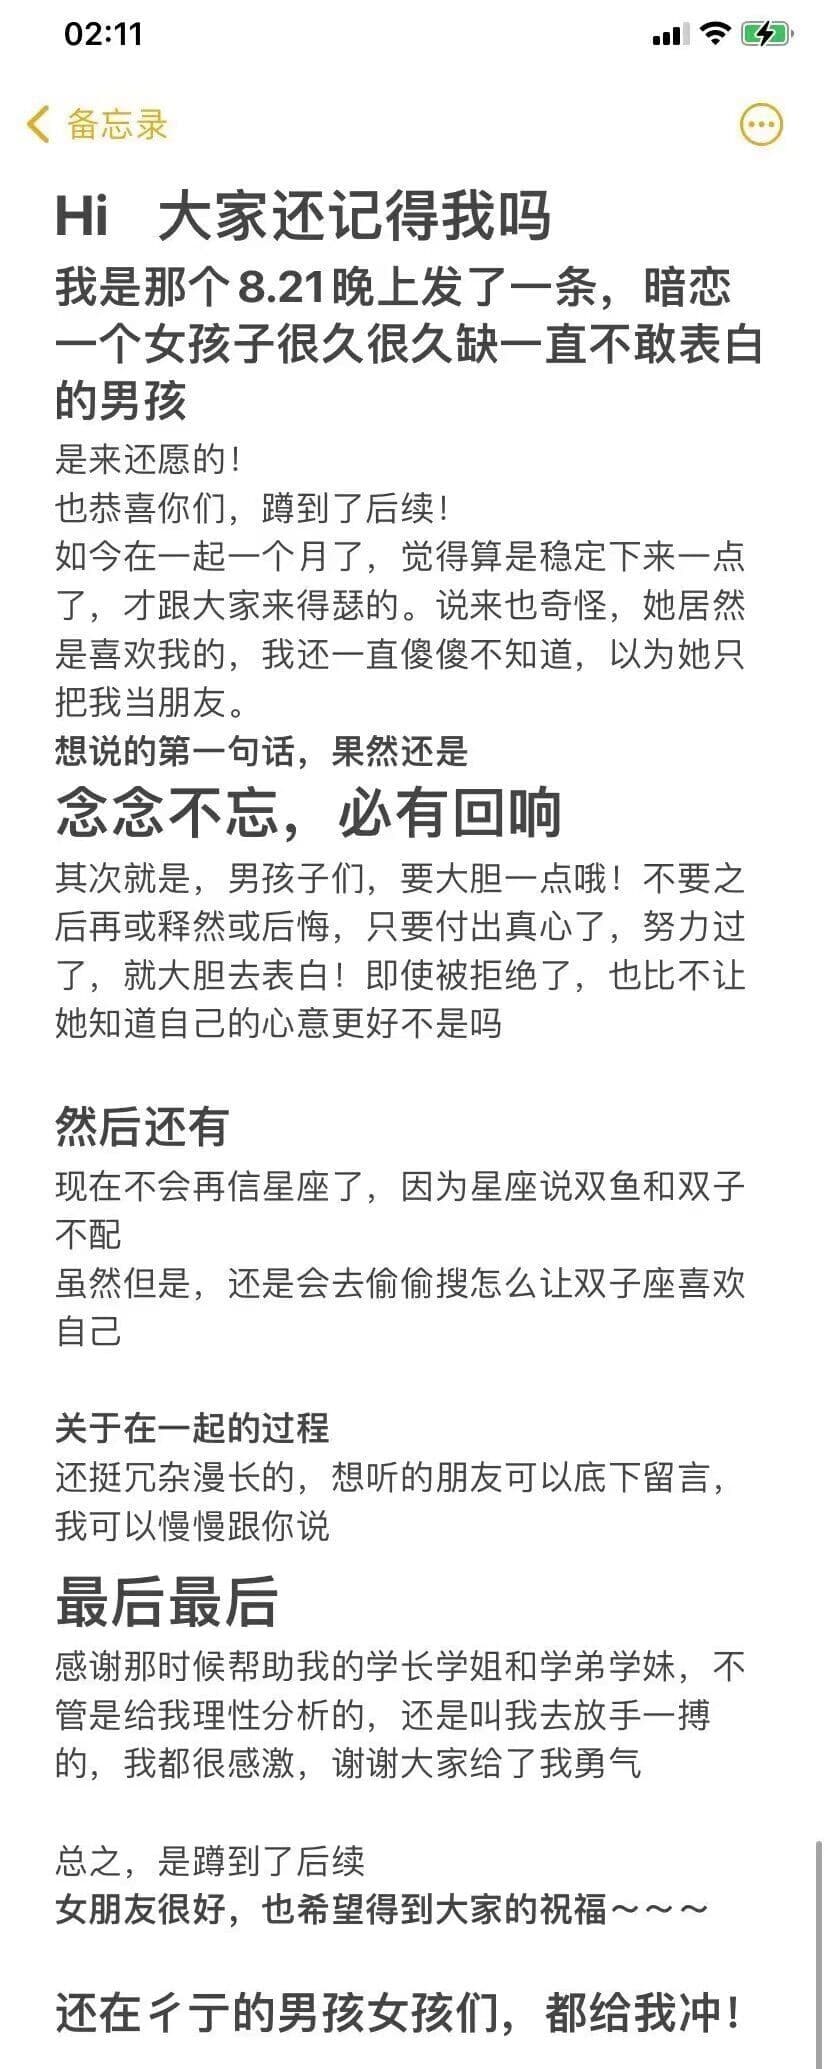 02:11
备忘录
Hi 大家还记得我吗
我是那个8.21晚上发了一条，暗恋
一个女孩子很久很久缺一直不敢表白
的男孩
是来还愿的！
也恭喜你们，蹲到了后续！
如今在一起一个月了，觉得算是稳定下来一点
了，才跟大家来得瑟的。说来也奇怪，她居然
是喜欢我的，我还一直傻傻不知道，以为她只
把我当朋友。
想说的第一句话，果然还是
念念不忘，必有回响
其次就是，男孩子们，要大胆一点哦！不要之
后再或释然或后悔，只要付出真心了，努力过
了，就大胆去表白！即使被拒绝了，也比不让
她知道自己的心意更好不是吗
然后还有
现在不会再信星座了，因为星座说双鱼和双子
不配
虽然但是，还是会去偷偷搜怎么让双子座喜欢
自己
关于在一起的过程
还挺冗杂漫长的，想听的朋友可以底下留言，
我可以慢慢跟你说
最后最后
感谢那时候帮助我的学长学姐和学弟学妹，不
管是给我理性分析的，还是叫我去放手一搏
的，我都很感激，谢谢大家给了我勇气
总之，是蹲到了后续
女朋友很好，也希望得到大家的祝福～～～
还在彳亍的男孩女孩们，都给我冲！